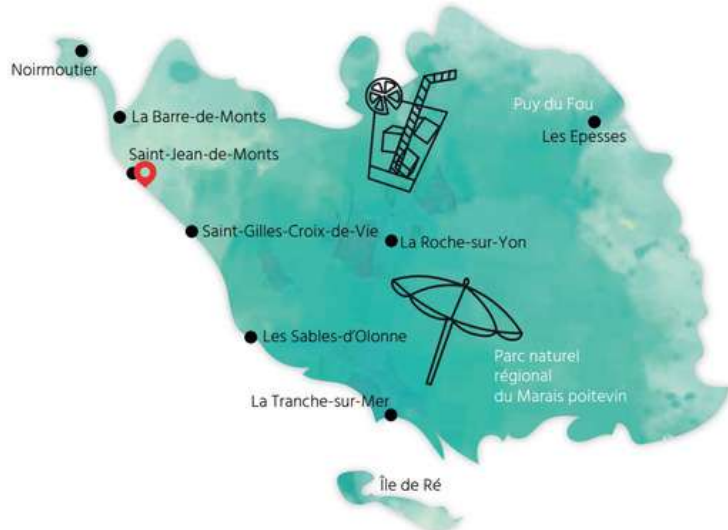 Noirmoutier
La Barre-de-Monts
Saint-Jean-de-Monts
Puy du Fou
Les Epesses
Saint-Gilles-Croix-de-Vie
La Roche-sur-Yon
Les Sables-d'Olonne
Parc naturel
régional
du Marais poitevin
La Tranche-sur-Mer
Île de Ré